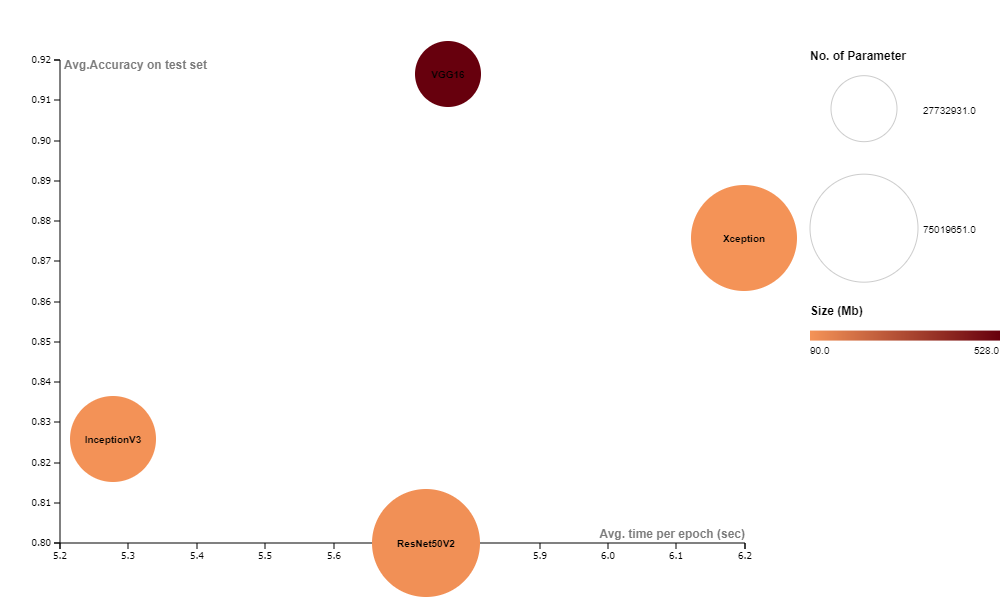 Avg.Accuracy on test set
0.92
0.91
0.90
0.89
0.88
0.87
0.86
0.85
0.84
0.83
0.82
0.81
0.80
VGG16
Xception
InceptionV3
ResNet50V2
Avg. time per epoch (sec)
5.2 5.3 5.4 5.5 5.6 5.9 6.0 6.1 6.2
No. of Parameter
27732931.0
75019651.0
Size (Mb)
90.0 528.0